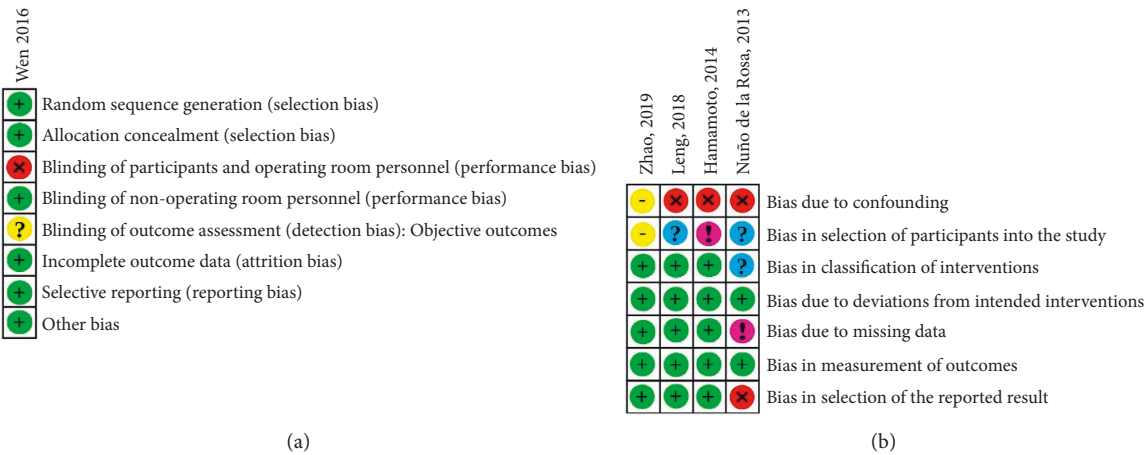 Wen 2016
+ Random sequence generation (selection bias)
+ Allocation concealment (selection bias)
× Blinding of participants and operating room personnel (performance bias)
+ Blinding of non-operating room personnel (performance bias)
? Blinding of outcome assessment (detection bias): Objective outcomes
+ Incomplete outcome data (attrition bias)
+ Selective reporting (reporting bias)
+ Other bias
(a)
Zhao, 2019
Leng, 2018
Hamamoto, 2014
Nuño de la Rosa, 2013
- × × × Bias due to confounding
- ? ! ? Bias in selection of participants into the study
+ + + ? Bias in classification of interventions
+ + + + Bias due to deviations from intended interventions
+ + + ! Bias due to missing data
+ + + + Bias in measurement of outcomes
+ + + × Bias in selection of the reported result
(b)